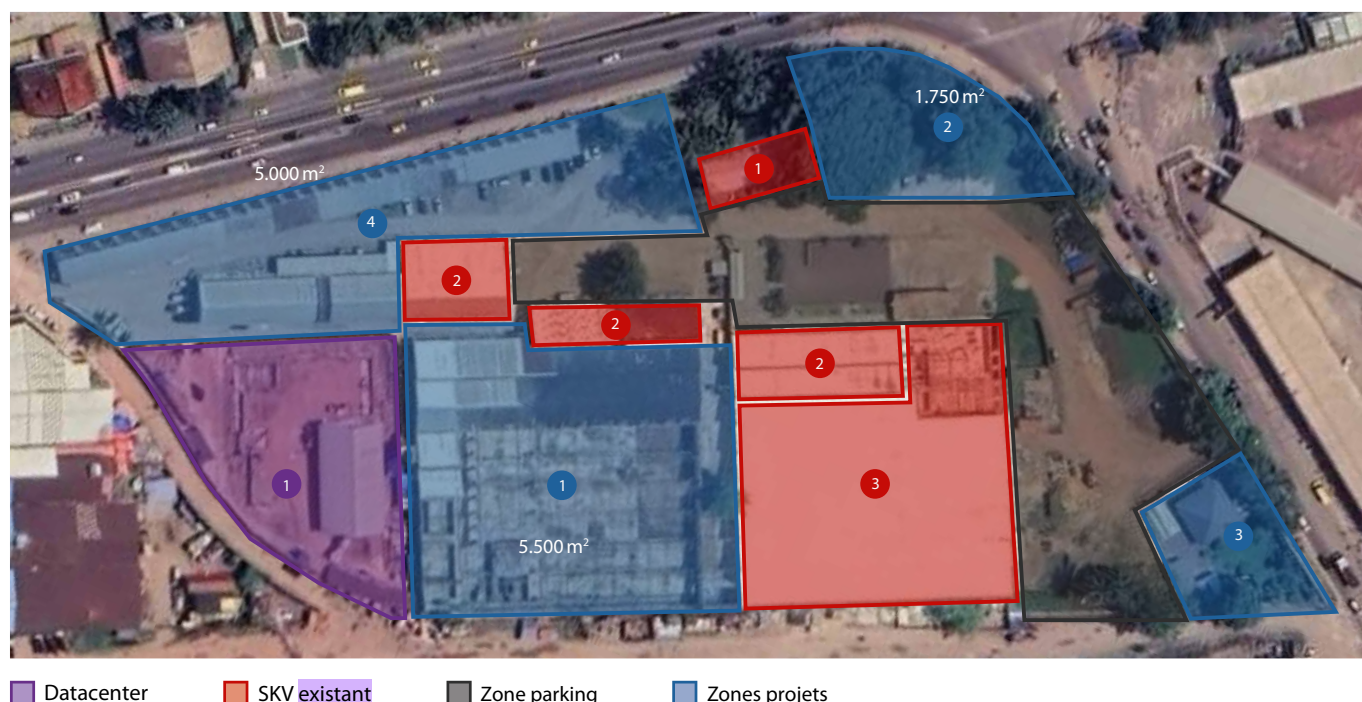 1.750 m²
2
1
5.000 m²
4
2
2
2
1
1
3
5.500 m²
3
Datacenter
SKV existant
Zone parking
Zones projets